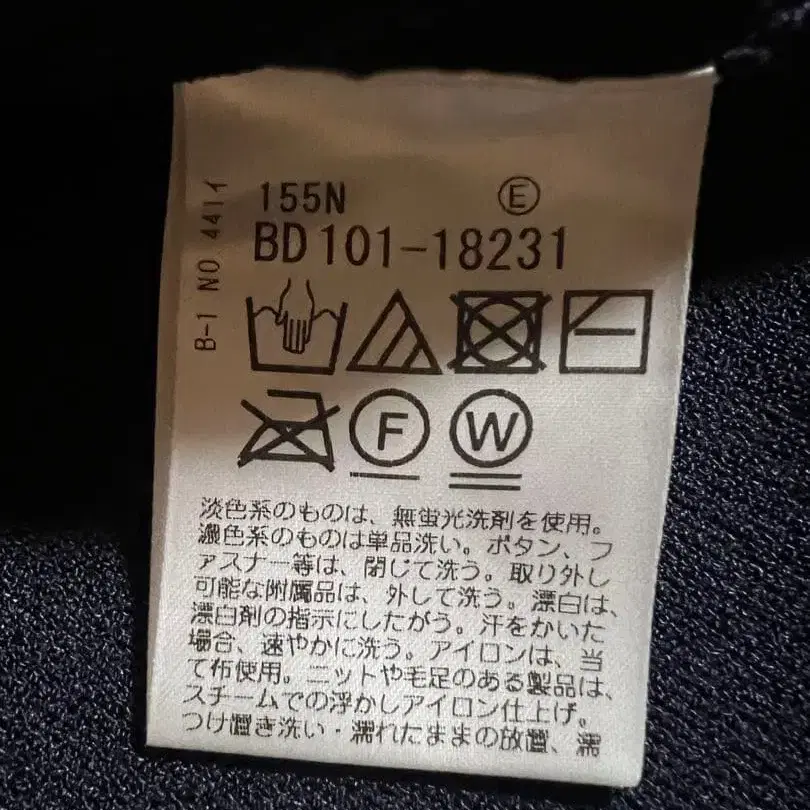 155N Ⓔ
BD101-18231
B-1 NO 441イ
F W
淡色系のものは、無蛍光洗剤を使用。
濃色系のものは単品洗い。ボタン、フ
ァスナー等は、閉じて洗う。取り外し
可能な附属品は、外して洗う。漂白は、
漂白剤の指示にしたがう。汗をかいた
場合、速やかに洗う。アイロンは、当
て布使用。ニットや毛足のある製品は、
スチームでの浮かしアイロン仕上げ。
つけ置き洗い・濡れたままの放置、濡